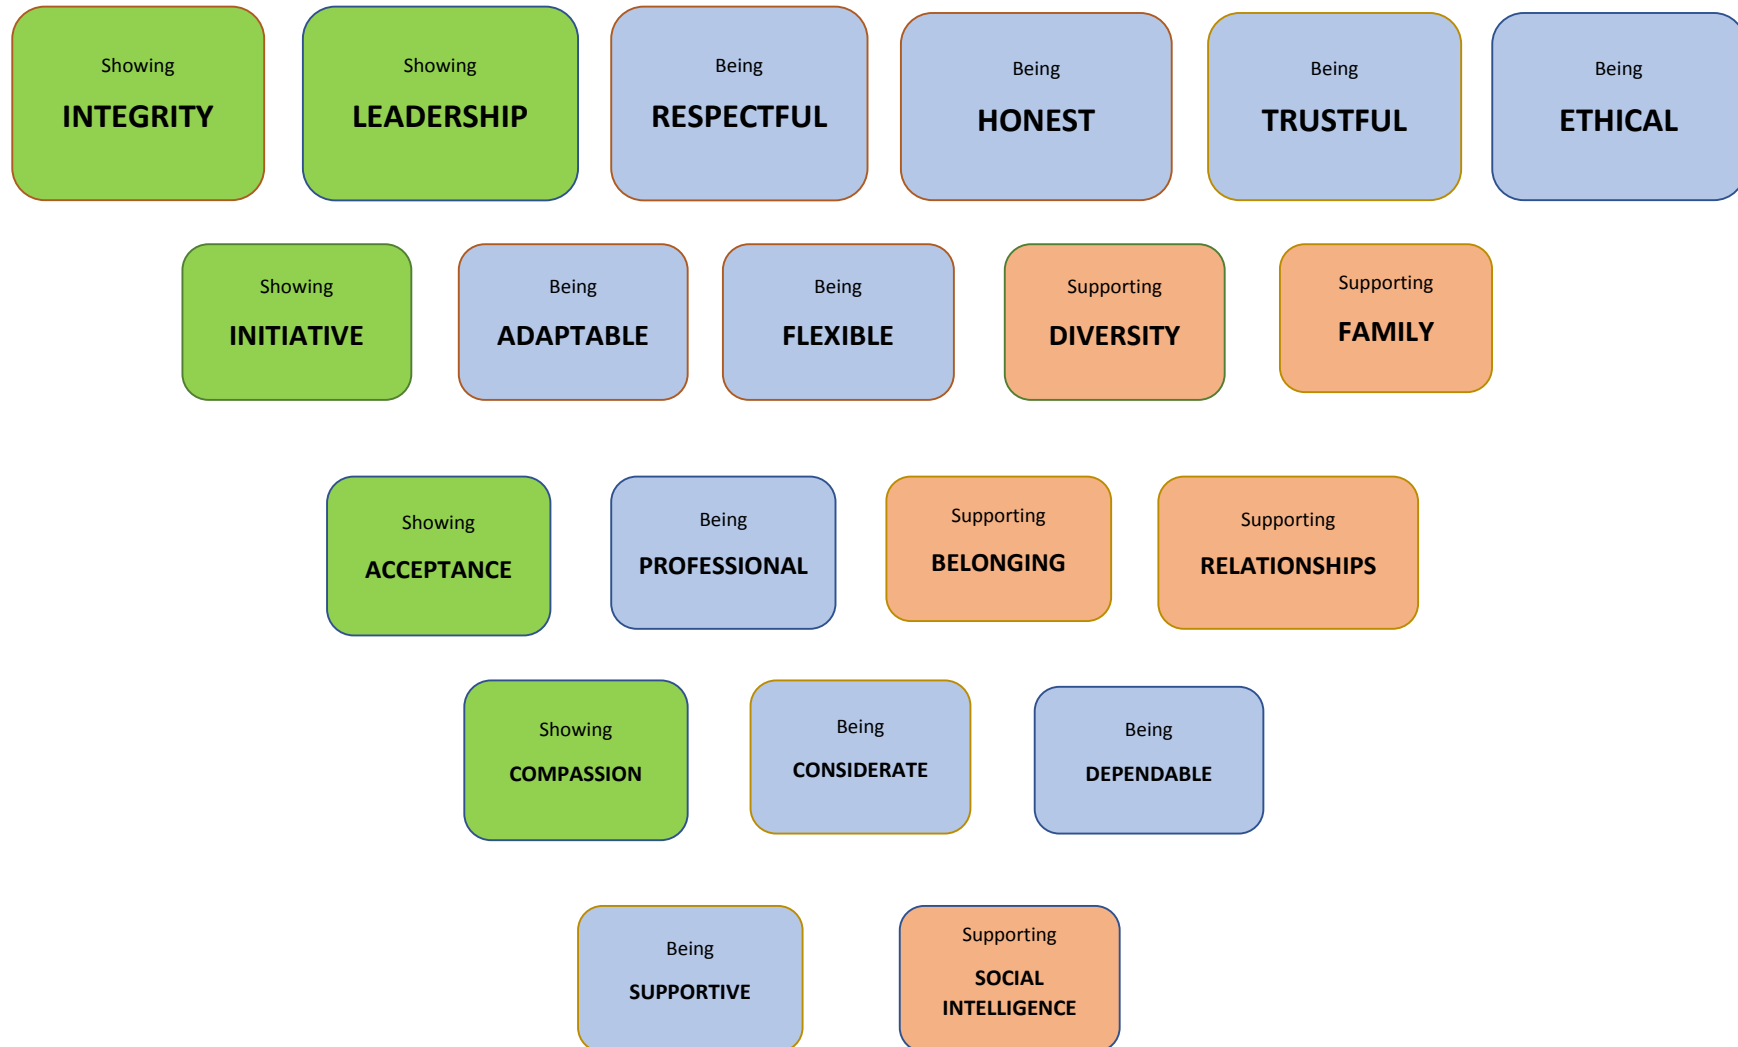 Showing
INTEGRITY
Showing
LEADERSHIP
Being
RESPECTFUL
Being
HONEST
Being
TRUSTFUL
Being
ETHICAL
Showing
INITIATIVE
Being
ADAPTABLE
Being
FLEXIBLE
Supporting
DIVERSITY
Supporting
FAMILY
Showing
ACCEPTANCE
Being
PROFESSIONAL
Supporting
BELONGING
Supporting
RELATIONSHIPS
Showing
COMPASSION
Being
CONSIDERATE
Being
DEPENDABLE
Being
SUPPORTIVE
Supporting
SOCIAL
INTELLIGENCE